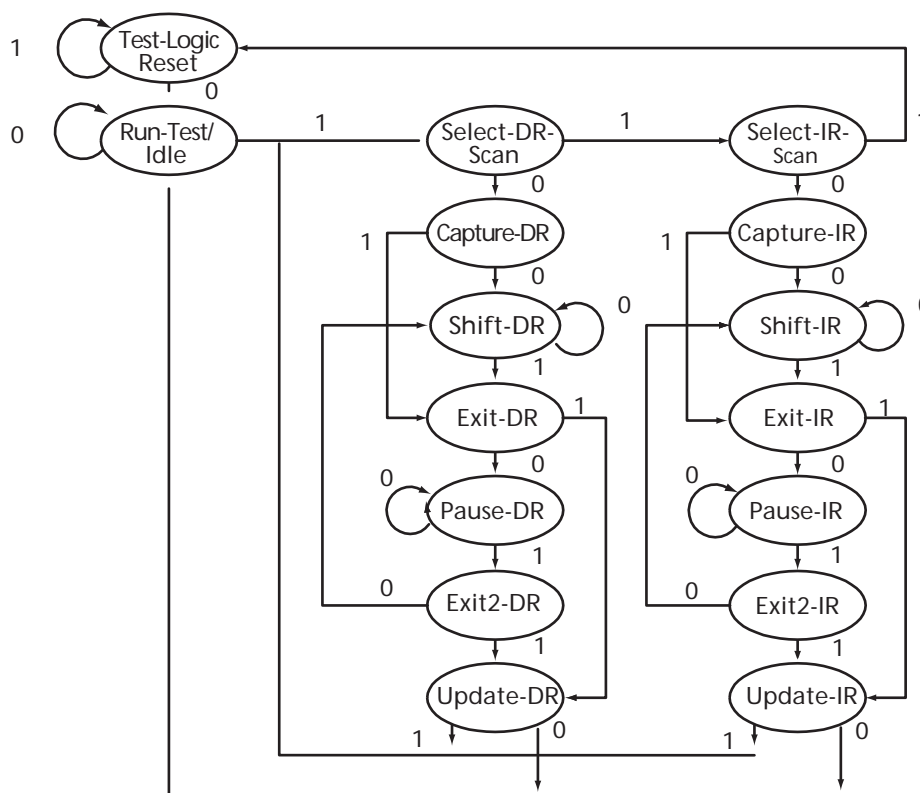 1
Test-Logic
Reset
0
0
Run-Test/
Idle
1
Select-DR-
Scan
1
Select-IR-
Scan
0
0
1
Capture-DR
1
Capture-IR
0
0
Shift-DR
0
Shift-IR
0
1
1
Exit-DR
1
Exit-IR
1
0
0
0
Pause-DR
0
Pause-IR
1
1
0
Exit2-DR
0
Exit2-IR
1
1
Update-DR
Update-IR
1
0
1
0